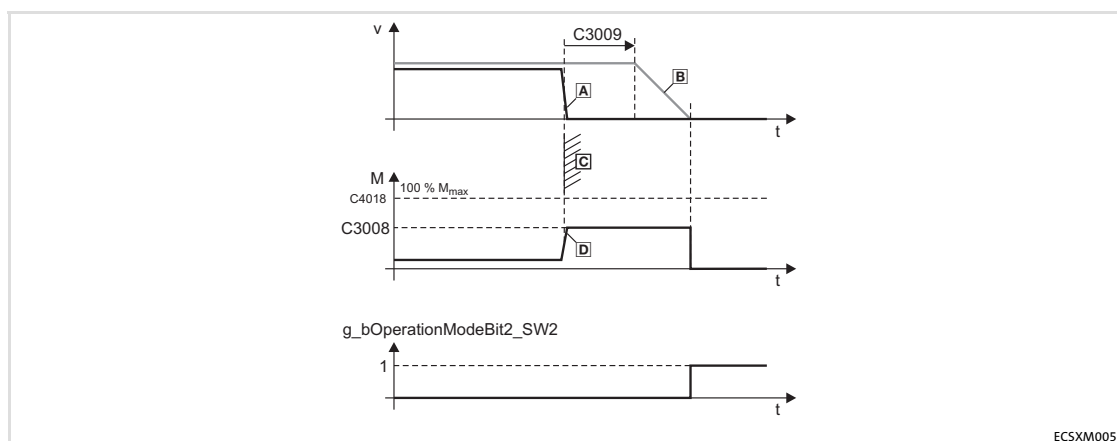 v
C3009
A
B
t
C
M
100 % Mmax
C4018
C3008
D
t
g_bOperationModeBit2_SW2
1
t
ECSXM005